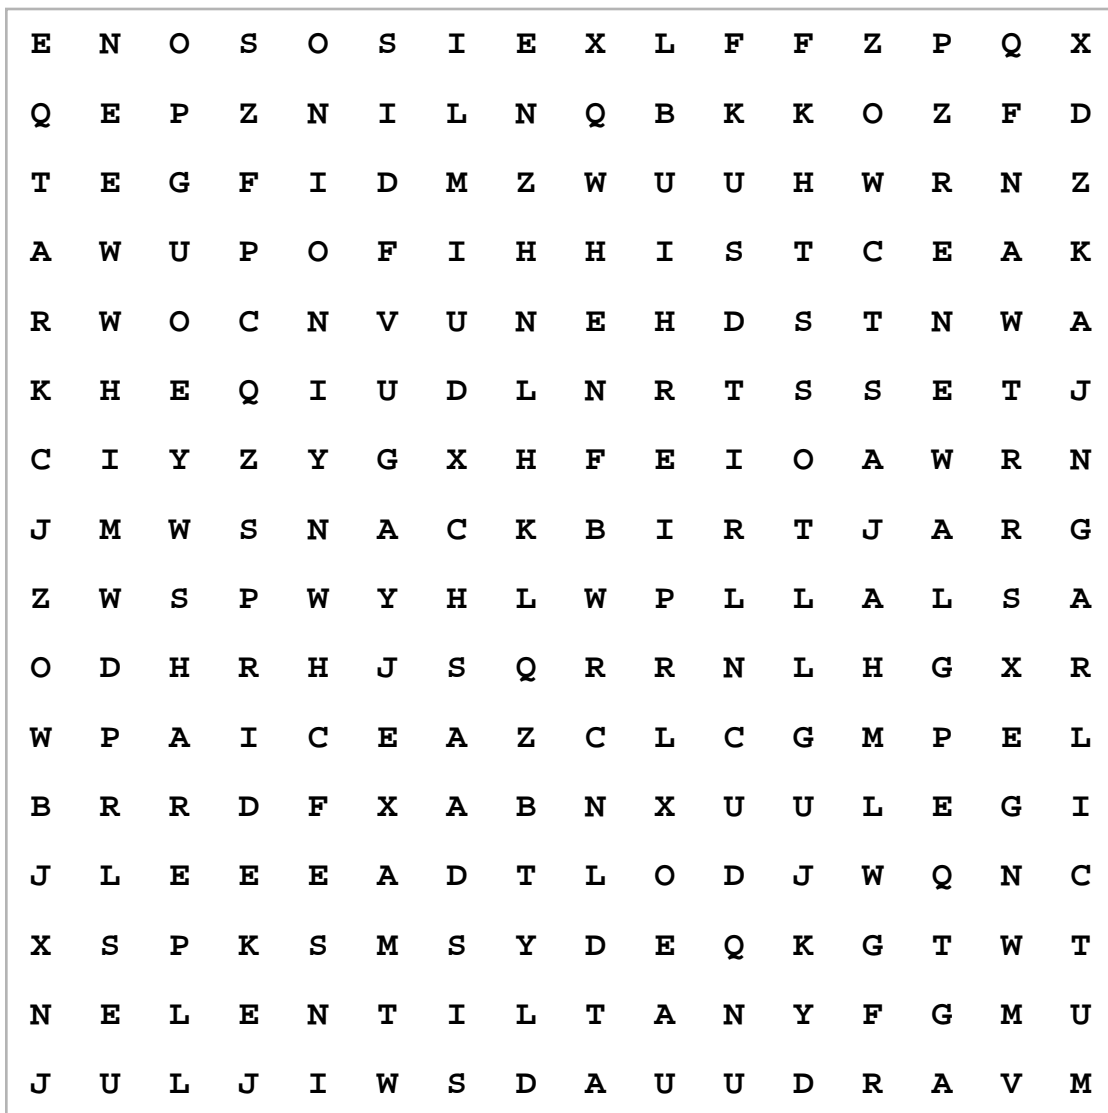 E N O S O S I E X L F F Z P Q X
Q E P Z N I L N Q B K K O Z F D
T E G F I D M Z W U U H W R N Z
A W U P O F I H H I S T C E A K
R W O C N V U N E H D S T N W A
K H E Q I U D L N R T S S E T J
C I Y Z Y G X H F E I O A W R N
J M W S N A C K B I R T J A R G
Z W S P W Y H L W P L L A L S A
O D H R H J S Q R R N L H G X R
W P A I C E A Z C L C G M P E L
B R R D F X A B N X U U L E G I
J L E E E A D T L O D J W Q N C
X S P K S M S Y D E Q K G T W T
N E L E N T I L T A N Y F G M U
J U L J I W S D A U U D R A V M